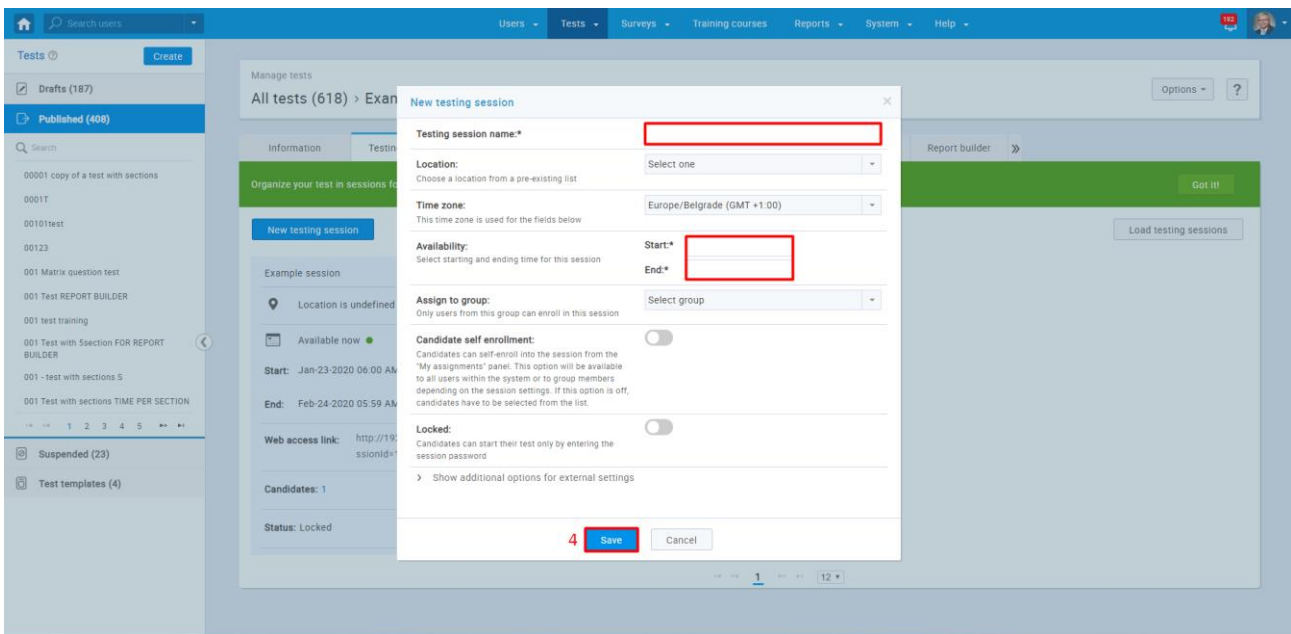 Search users
Users
Tests
Surveys
Training courses
Reports
System
Help
192
Tests
Create
Drafts (187)
Published (408)
Search
00001 copy of a test with sections
0001T
00101test
00123
001 Matrix question test
001 Test REPORT BUILDER
001 test training
001 Test with 5section FOR REPORT
BUILDER
001 - test with sections S
001 Test with sections TIME PER SECTION
1 2 3 4 5
Suspended (23)
Test templates (4)
Manage tests
All tests (618) > Exan
Options
?
Information
Testin
Report builder
Organize your test in sessions fo
Got it!
New testing session
Load testing sessions
Example session
Location is undefined
Available now
Start: Jan-23-2020 06:00 AM
End: Feb-24-2020 05:59 AM
Web access link: http://19
ssionId=
Candidates: 1
Status: Locked
1
12
New testing session
Testing session name:*
Location:
Choose a location from a pre-existing list
Select one
Time zone:
This time zone is used for the fields below
Europe/Belgrade (GMT +1:00)
Availability:
Select starting and ending time for this session
Start:*
End:*
Assign to group:
Only users from this group can enroll in this session
Select group
Candidate self enrollment:
Candidates can self-enroll into the session from the
"My assignments" panel. This option will be available
to all users within the system or to group members
depending on the session settings. If this option is off,
candidates have to be selected from the list.
Locked:
Candidates can start their test only by entering the
session password
> Show additional options for external settings
4
Save
Cancel